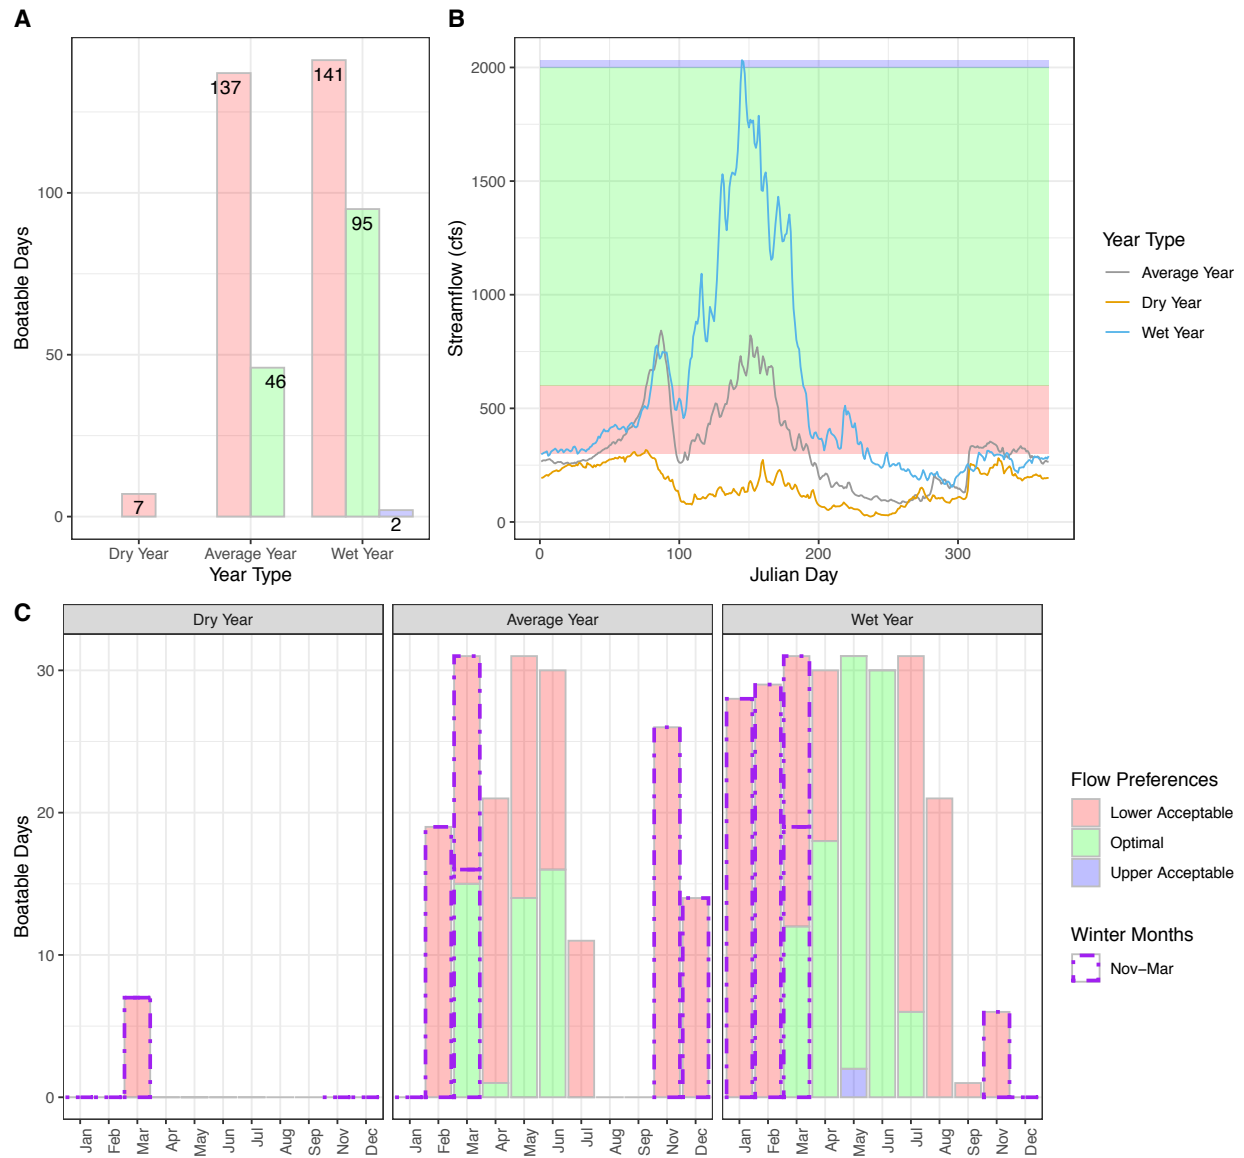 A
Boatable Days
100
50
0
137
141
95
46
7
2
Dry Year
Average Year
Wet Year
Year Type
B
Streamflow (cfs)
2000
1500
1000
500
0
0
100
200
300
Julian Day
Year Type
Average Year
Dry Year
Wet Year
C
Dry Year
Average Year
Wet Year
Boatable Days
30
20
10
0
Jan
Feb
Mar
Apr
May
Jun
Jul
Aug
Sep
Nov
Dec
Jan
Feb
Mar
Apr
May
Jun
Jul
Aug
Sep
Nov
Dec
Jan
Feb
Mar
Apr
May
Jun
Jul
Aug
Sep
Nov
Dec
Flow Preferences
Lower Acceptable
Optimal
Upper Acceptable
Winter Months
Nov−Mar